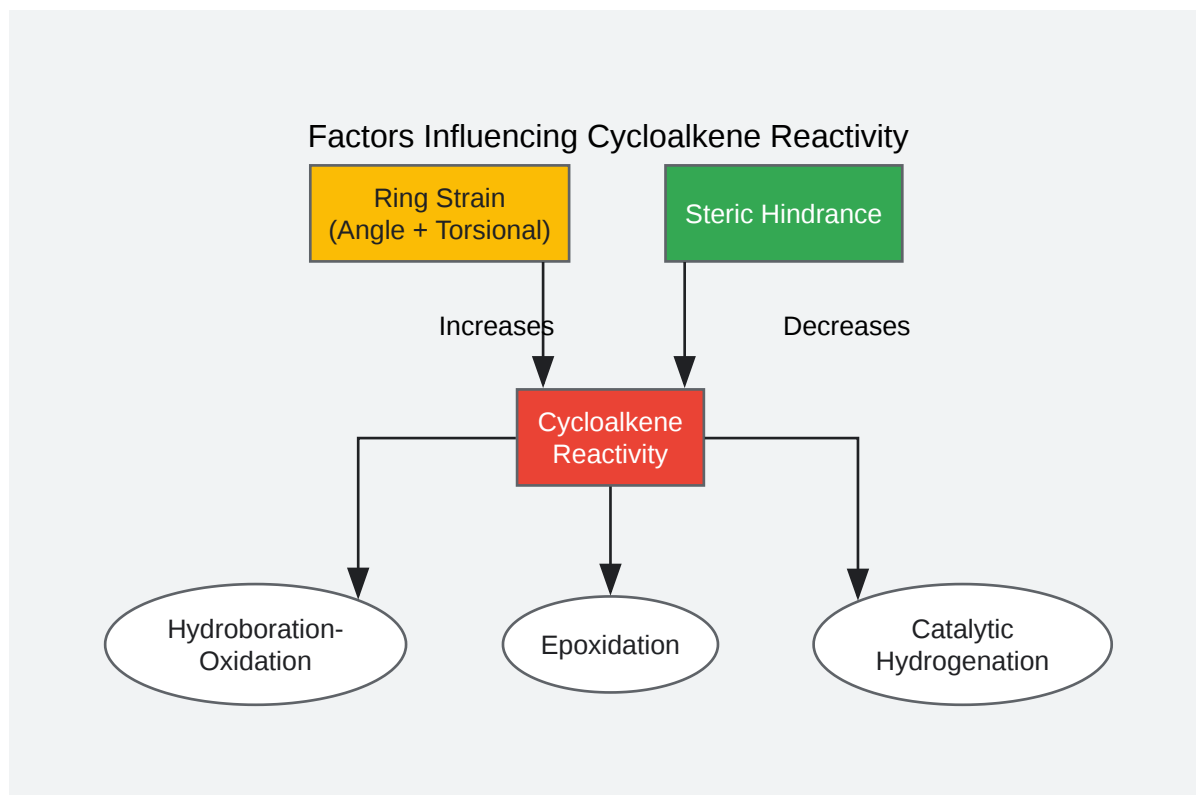 Factors Influencing Cycloalkene Reactivity
Ring Strain
(Angle + Torsional)
Steric Hindrance
Increases
Decreases
Cycloalkene
Reactivity
Hydroboration-
Oxidation
Epoxidation
Catalytic
Hydrogenation